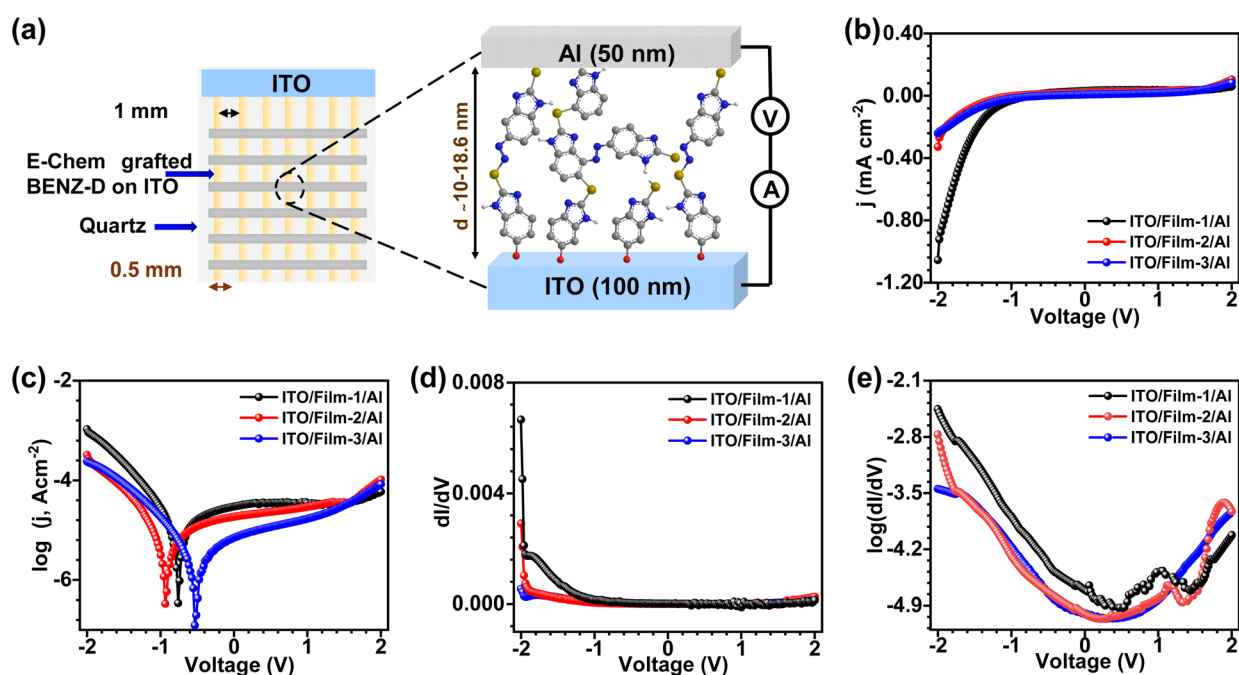 (a)
ITO
1 mm
E-Chem grafted
BENZ-D on ITO
Quartz
0.5 mm
Al (50 nm)
d ~ 10-18.6 nm
V
A
ITO (100 nm)
(b)
j (mA cm-2)
0.40
0.00
-0.40
-0.80
-1.20
ITO/Film-1/Al
ITO/Film-2/Al
ITO/Film-3/Al
-2 -1 0 1 2
Voltage (V)
(c)
log (j, Acm-2)
-2
-4
-6
ITO/Film-1/Al
ITO/Film-2/Al
ITO/Film-3/Al
-2 -1 0 1 2
Voltage (V)
(d)
dI/dV
0.008
0.004
0.000
ITO/Film-1/Al
ITO/Film-2/Al
ITO/Film-3/Al
-2 -1 0 1 2
Voltage (V)
(e)
log(dI/dV)
-2.1
-2.8
-3.5
-4.2
-4.9
ITO/Film-1/Al
ITO/Film-2/Al
ITO/Film-3/Al
-2 -1 0 1 2
Voltage (V)